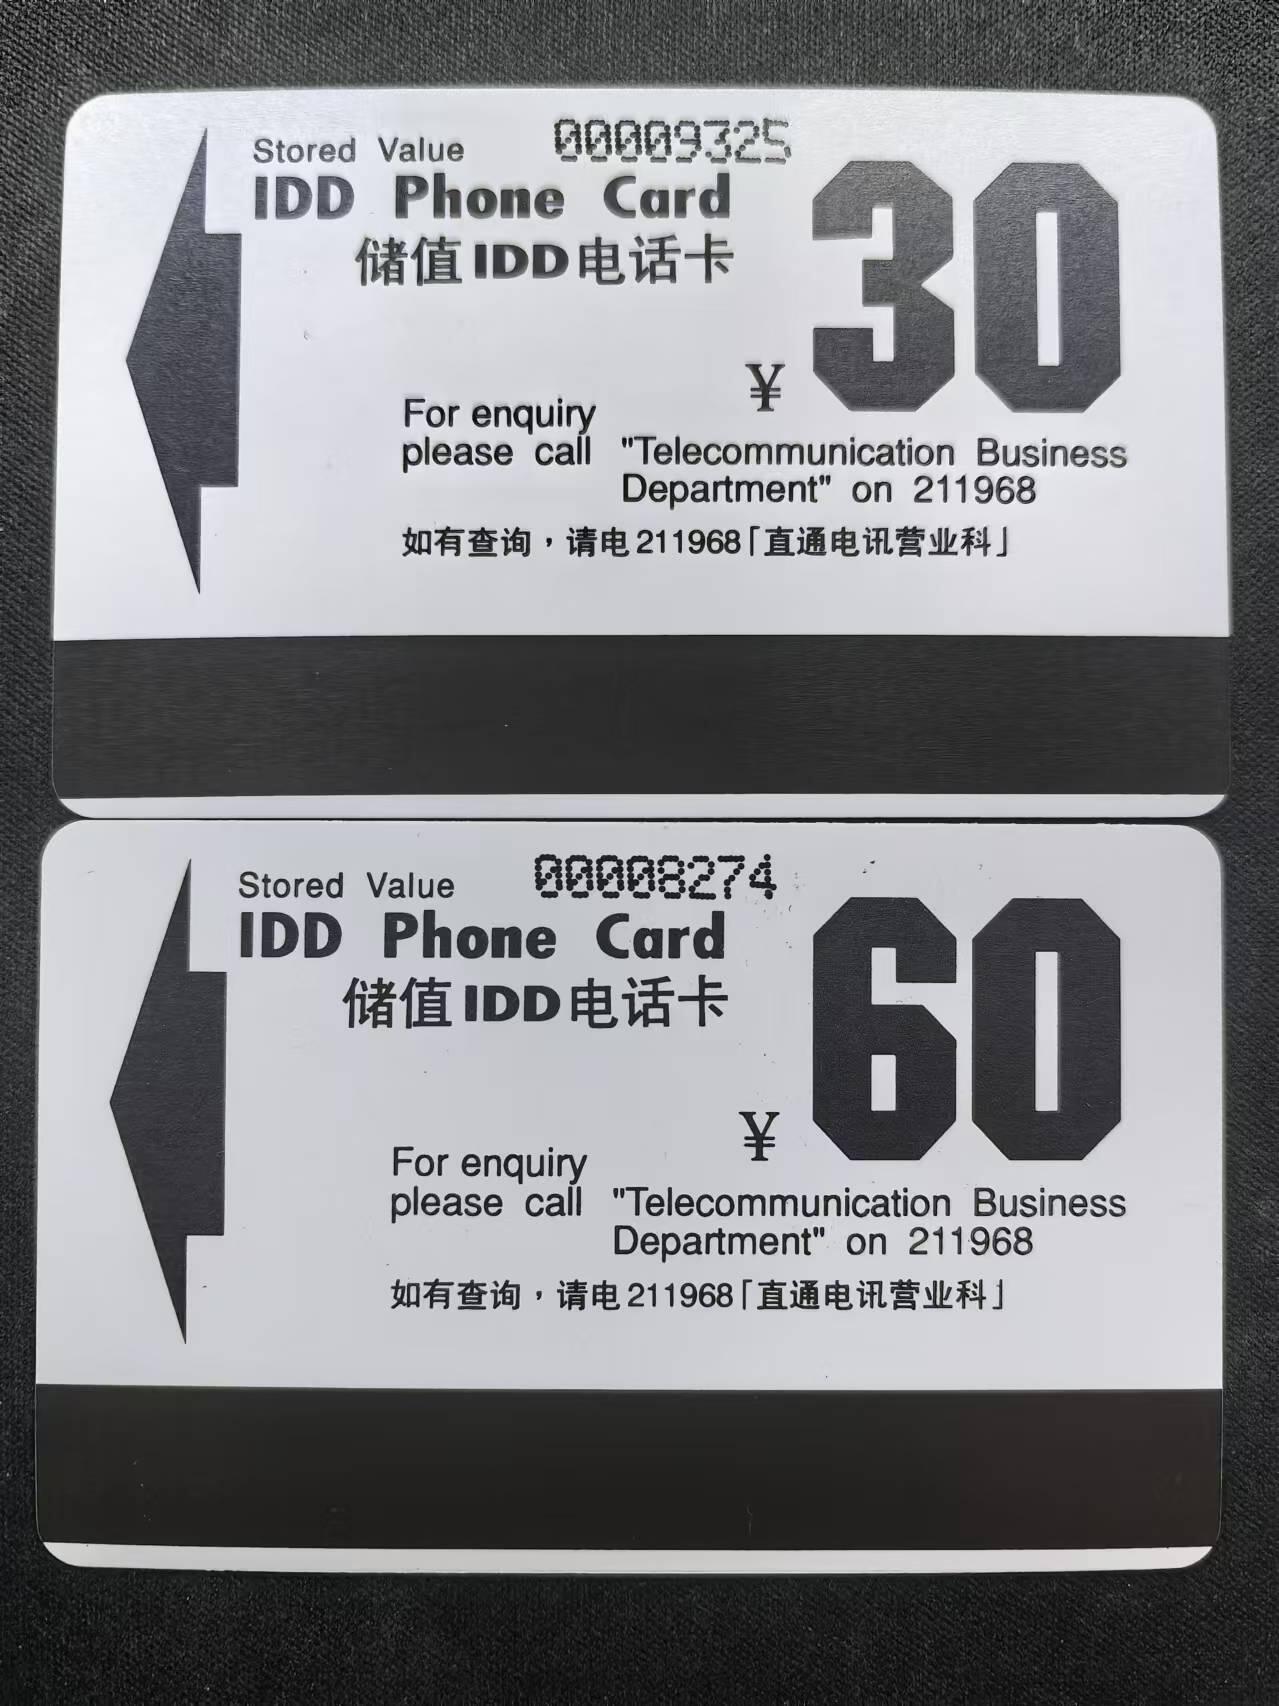 Stored Value 00009325
IDD Phone Card
储值IDD电话卡
¥ 30
For enquiry
please call "Telecommunication Business
Department" on 211968
如有查询，请电211968「直通电讯营业科」
Stored Value 00008274
IDD Phone Card
储值IDD电话卡
¥ 60
For enquiry
please call "Telecommunication Business
Department" on 211968
如有查询，请电211968「直通电讯营业科」